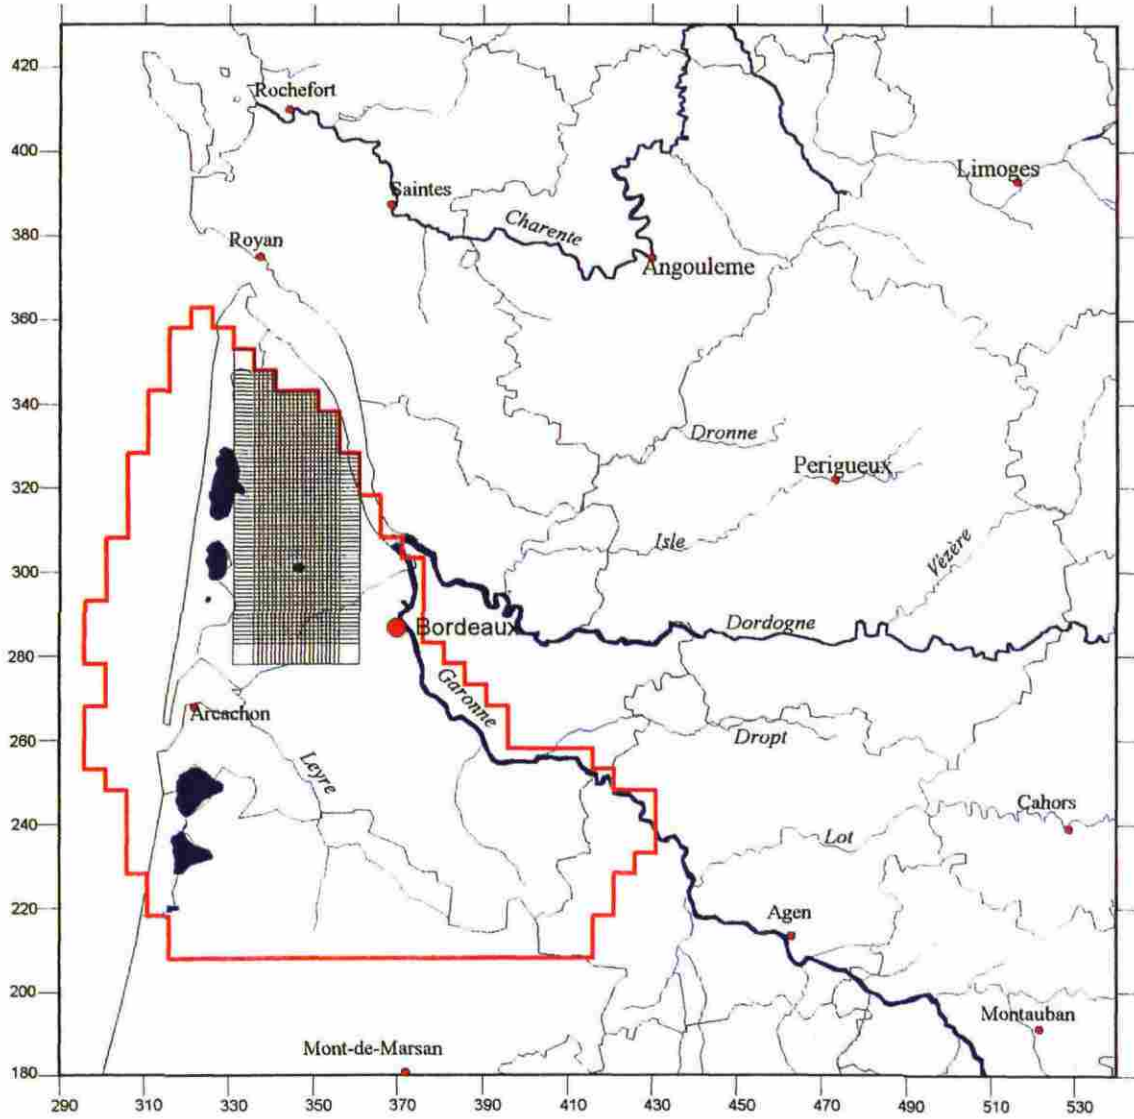 420
Rochefort
400
Limoges
Saintes
Charente
380
Royan
Angouleme
360
340
Dronne
Perigueux
320
Isle
Vézère
300
Bordeaux
Dordogne
280
Garonne
Arcachon
260
Dropt
Leyre
Cahors
240
Lot
220
Agen
200
Montauban
Mont-de-Marsan
180
290 310 330 350 370 390 410 430 450 470 490 510 530